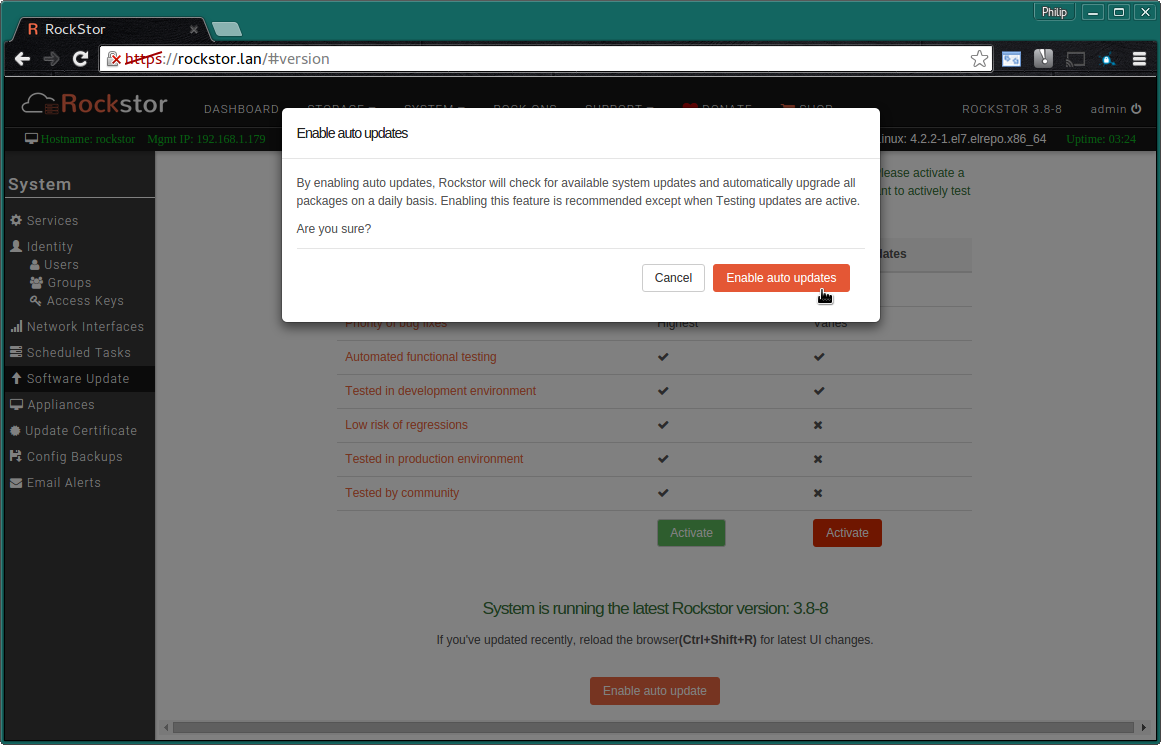 Philip
RockStor
https://rockstor.lan/#version
Rockstor
DASHBOARD STORAGE SYSTEM ROCK-ONS SUPPORT DONATE SHOP ROCKSTOR 3.8-8 admin
Hostname: rockstor Mgmt IP: 192.168.1.179 Linux: 4.2.2-1.el7.elrepo.x86_64 Uptime: 03:24
Enable auto updates
By enabling auto updates, Rockstor will check for available system updates and automatically upgrade all
packages on a daily basis. Enabling this feature is recommended except when Testing updates are active.
Are you sure?
Cancel Enable auto updates
System
Services
Identity
Users
Groups
Access Keys
Network Interfaces
Scheduled Tasks
Software Update
Appliances
Update Certificate
Config Backups
Email Alerts
lease activate a
nt to actively test
lates
Priority of bug fixes Highest Varies
Automated functional testing
Tested in development environment
Low risk of regressions
Tested in production environment
Tested by community
Activate Activate
System is running the latest Rockstor version: 3.8-8
If you've updated recently, reload the browser(Ctrl+Shift+R) for latest UI changes.
Enable auto update